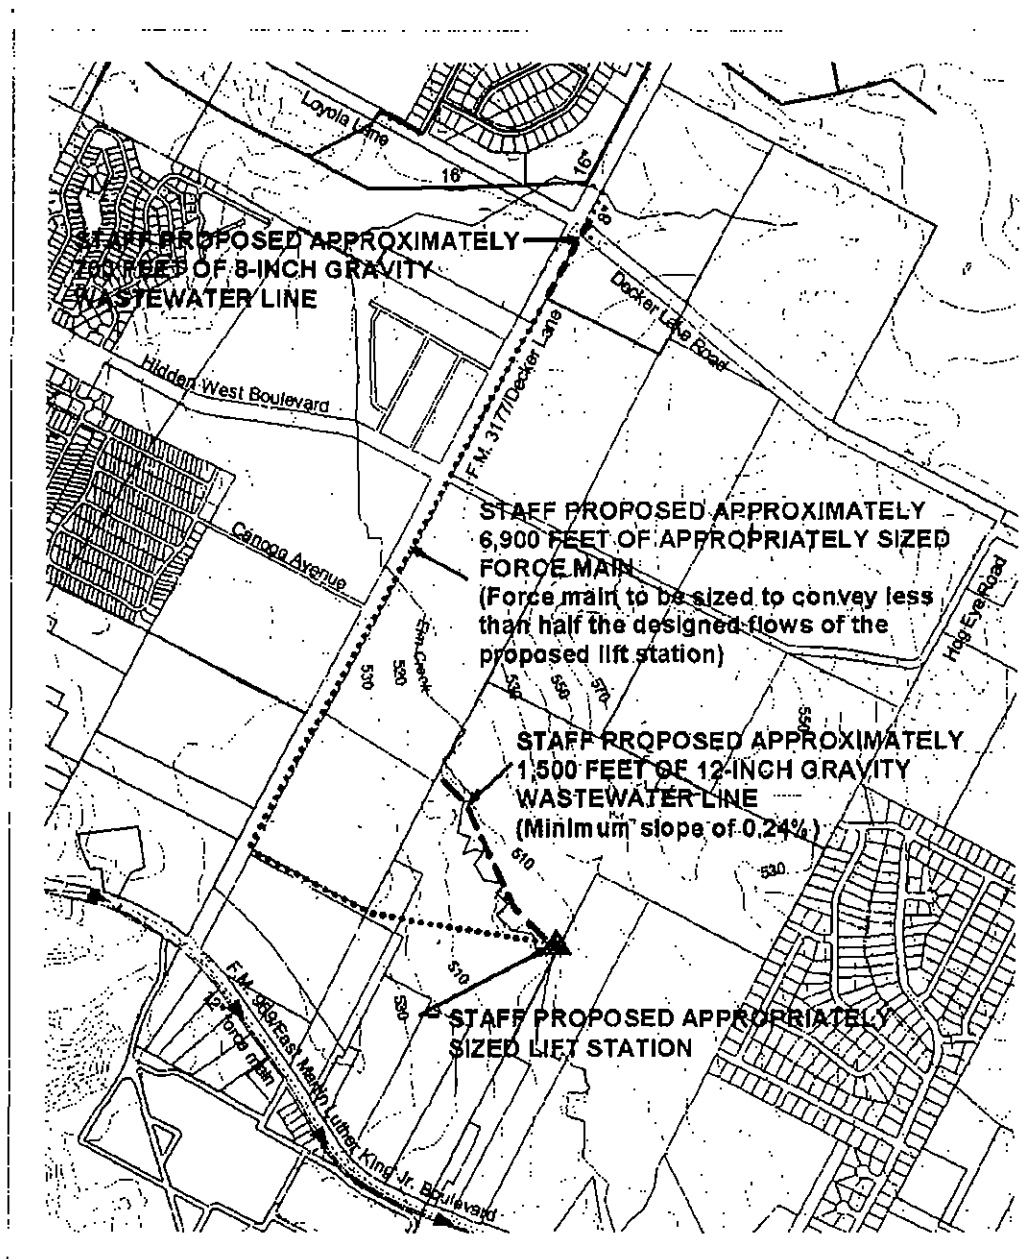 Loyola Lane
16"
16"
8"
STAFF PROPOSED APPROXIMATELY
700 FEET OF 8-INCH GRAVITY
WASTEWATER LINE
Decker Lake Road
Hidden West Boulevard
F.M. 3177/Decker Lane
STAFF PROPOSED APPROXIMATELY
6,900 FEET OF APPROPRIATELY SIZED
FORCE MAIN
(Force main to be sized to convey less
than half the designed flows of the
proposed lift station)
Canoga Avenue
Hog Eye Road
Elm Creek
530
520
530
550
570
550
STAFF PROPOSED APPROXIMATELY
1,500 FEET OF 12-INCH GRAVITY
WASTEWATER LINE
(Minimum slope of 0.24%)
510
530
510
520
STAFF PROPOSED APPROPRIATELY
SIZED LIFT STATION
F.M. 969/East Martin Luther King Jr. Boulevard
12" force main